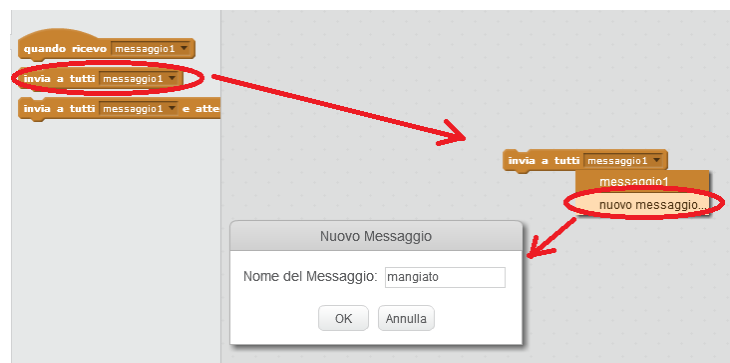 quando ricevo messaggio1
invia a tutti messaggio1
invia a tutti messaggio1 e atte
invia a tutti messaggio1
messaggio1
nuovo messaggio...
Nuovo Messaggio
Nome del Messaggio: mangiato
OK Annulla